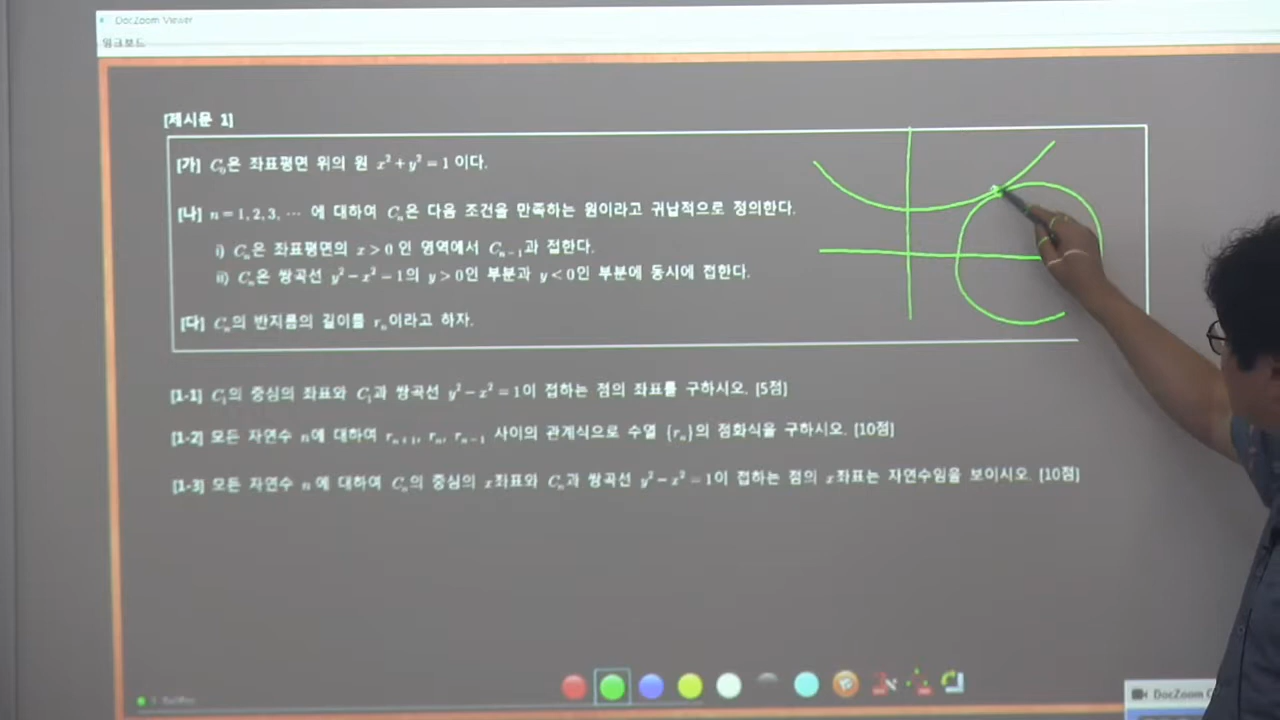 DocZoom Viewer
워크보드
[제시문 1]
[가] C₀은 좌표평면 위의 원 x²+y²=1 이다.
[나] n=1, 2, 3, ⋯ 에 대하여 Cₙ은 다음 조건을 만족하는 원이라고 귀납적으로 정의한다.
i) Cₙ은 좌표평면의 x>0 인 영역에서 Cₙ₋₁과 접한다.
ii) Cₙ은 쌍곡선 y²-x²-1의 y>0인 부분과 y<0인 부분에 동시에 접한다.
[다] Cₙ의 반지름의 길이를 rₙ이라고 하자.
[1-1] C₁의 중심의 좌표와 C₁과 쌍곡선 y²-x²=1이 접하는 점의 좌표를 구하시오. [5점]
[1-2] 모든 자연수 n에 대하여 rₙ₊₁, rₙ, rₙ₋₁ 사이의 관계식으로 수열 {rₙ}의 점화식을 구하시오. [10점]
[1-3] 모든 자연수 n에 대하여 Cₙ의 중심의 x좌표와 Cₙ과 쌍곡선 y²-x²=1이 접하는 점의 x좌표는 자연수임을 보이시오. [10점]
DocZoom